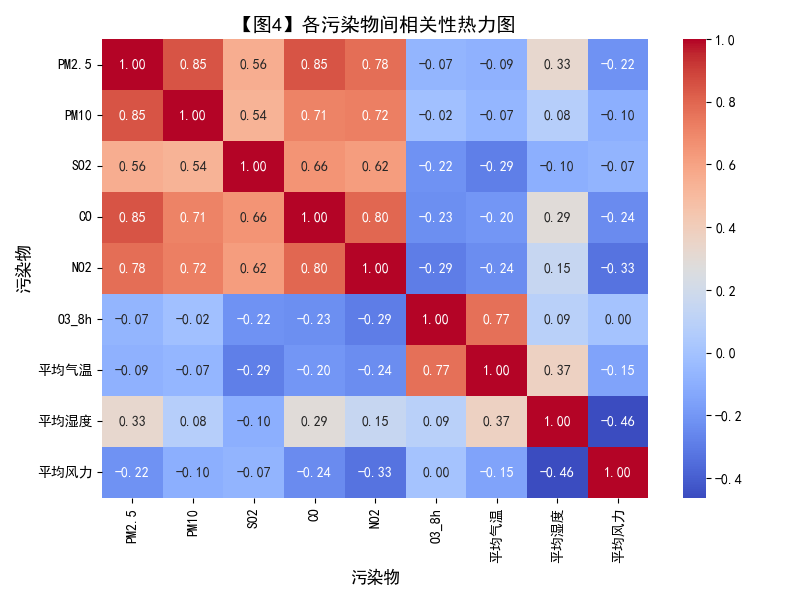 【图4】各污染物间相关性热力图
PM2.5 1.00 0.85 0.56 0.85 0.78 -0.07 -0.09 0.33 -0.22
PM10 0.85 1.00 0.54 0.71 0.72 -0.02 -0.07 0.08 -0.10
SO2 0.56 0.54 1.00 0.66 0.62 -0.22 -0.29 -0.10 -0.07
CO 0.85 0.71 0.66 1.00 0.80 -0.23 -0.20 0.29 -0.24
NO2 0.78 0.72 0.62 0.80 1.00 -0.29 -0.24 0.15 -0.33
O3_8h -0.07 -0.02 -0.22 -0.23 -0.29 1.00 0.77 0.09 0.00
平均气温 -0.09 -0.07 -0.29 -0.20 -0.24 0.77 1.00 0.37 -0.15
平均湿度 0.33 0.08 -0.10 0.29 0.15 0.09 0.37 1.00 -0.46
平均风力 -0.22 -0.10 -0.07 -0.24 -0.33 0.00 -0.15 -0.46 1.00
PM2.5 PM10 SO2 CO NO2 O3_8h 平均气温 平均湿度 平均风力
污染物
污染物
1.0
0.8
0.6
0.4
0.2
0.0
-0.2
-0.4